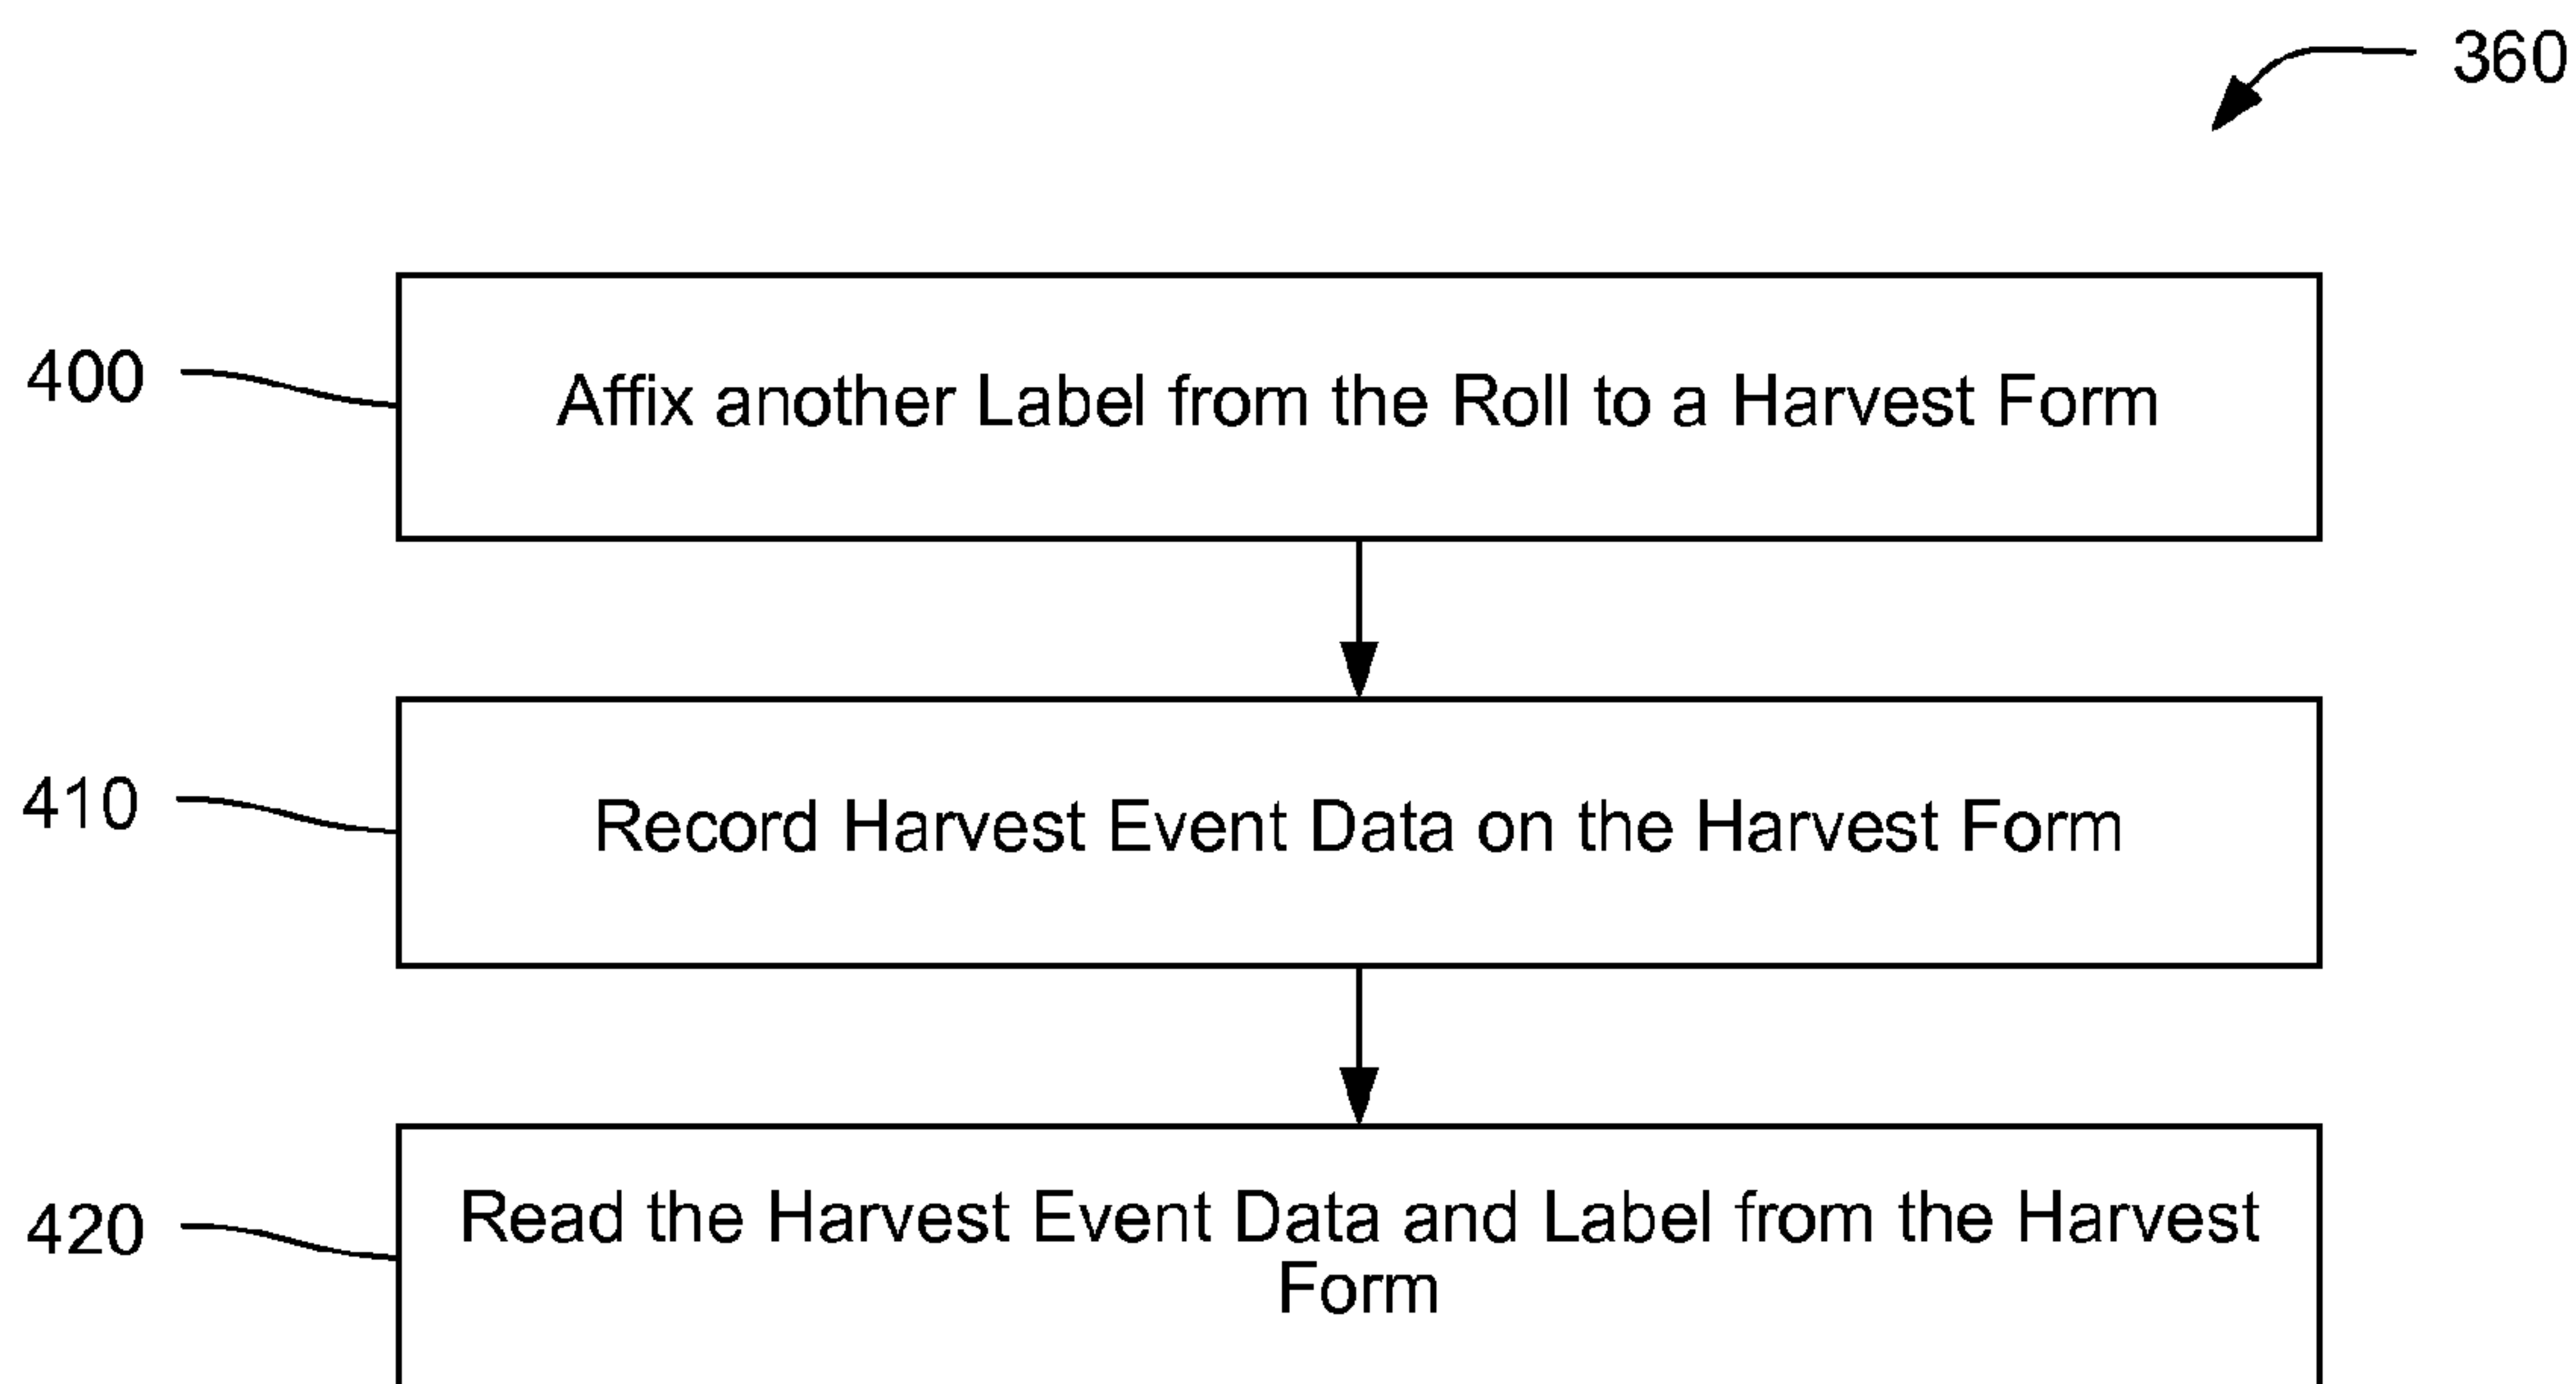 360
400
Affix another Label from the Roll to a Harvest Form
410
Record Harvest Event Data on the Harvest Form
420
Read the Harvest Event Data and Label from the Harvest
Form